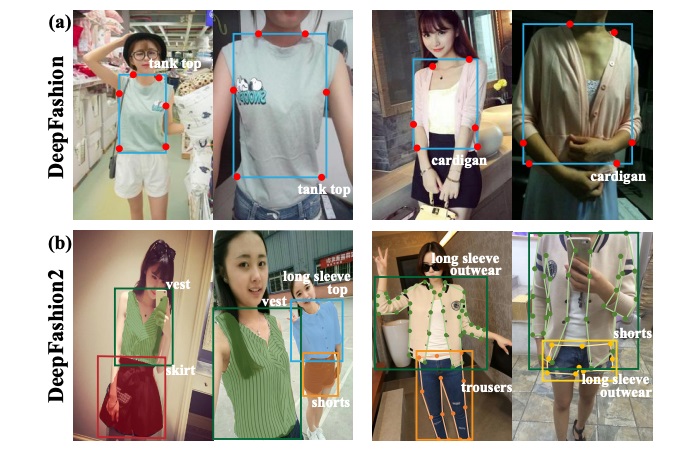 (a)
DeepFashion
tank top
tank top
cardigan
cardigan
(b)
DeepFashion2
vest
skirt
vest
long sleeve
top
shorts
long sleeve
outwear
trousers
shorts
long sleeve
outwear